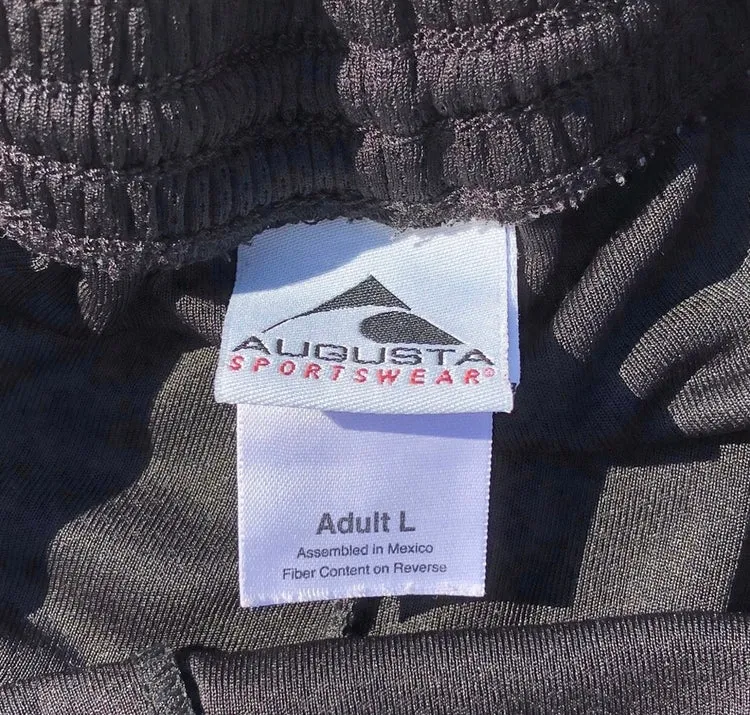 AUGUSTA
SPORTSWEAR®
Adult L
Assembled in Mexico
Fiber Content on Reverse